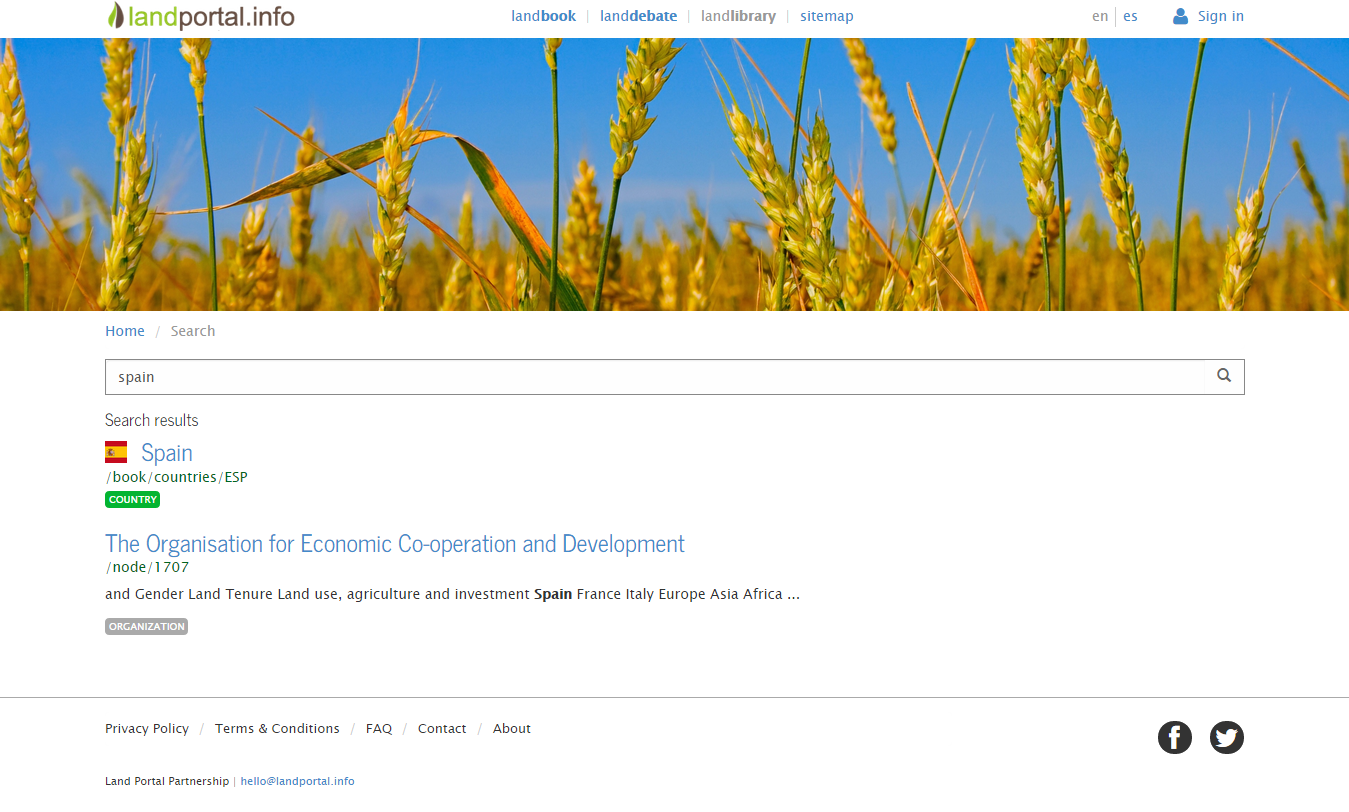 landportal.info landbook | landdebate | landlibrary | sitemap en | es Sign in
Home / Search
spain
Search results
Spain
/book/countries/ESP
COUNTRY
The Organisation for Economic Co-operation and Development
/node/1707
and Gender Land Tenure Land use, agriculture and investment Spain France Italy Europe Asia Africa ...
ORGANIZATION
Privacy Policy / Terms & Conditions / FAQ / Contact / About
Land Portal Partnership | hello@landportal.info